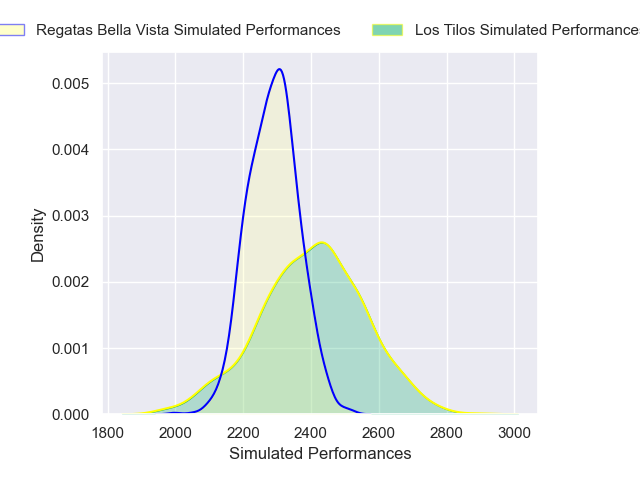 Regatas Bella Vista Simulated Performances
Los Tilos Simulated Performances
0.005
0.004
0.003
0.002
0.001
0.000
Density
1800 2000 2200 2400 2600 2800 3000
Simulated Performances